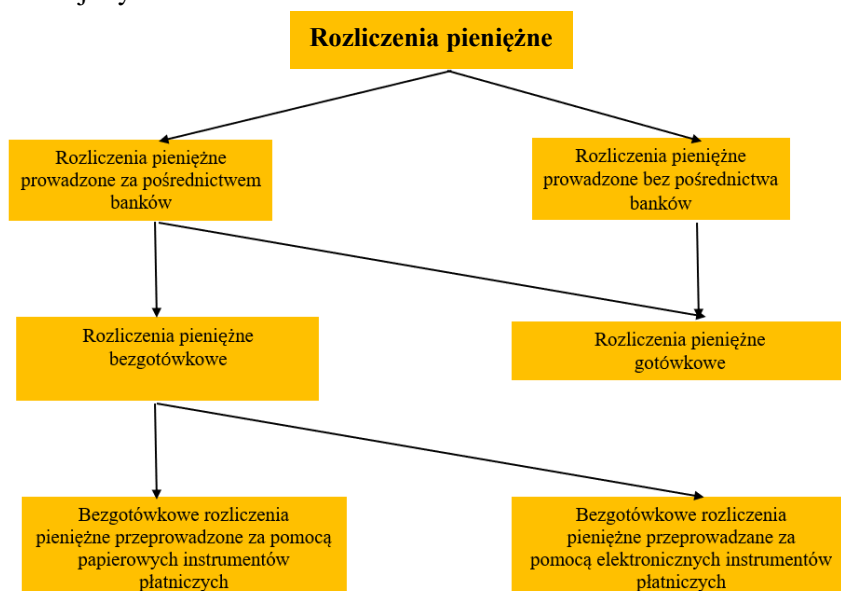 Rozliczenia pieniężne
Rozliczenia pieniężne
prowadzone za pośrednictwem
banków
Rozliczenia pieniężne
prowadzone bez pośrednictwa
banków
Rozliczenia pieniężne
bezgotówkowe
Rozliczenia pieniężne
gotówkowe
Bezgotówkowe rozliczenia
pieniężne przeprowadzone za pomocą
papierowych instrumentów
płatniczych
Bezgotówkowe rozliczenia
pieniężne przeprowadzane za
pomocą elektronicznych instrumentów
płatniczych